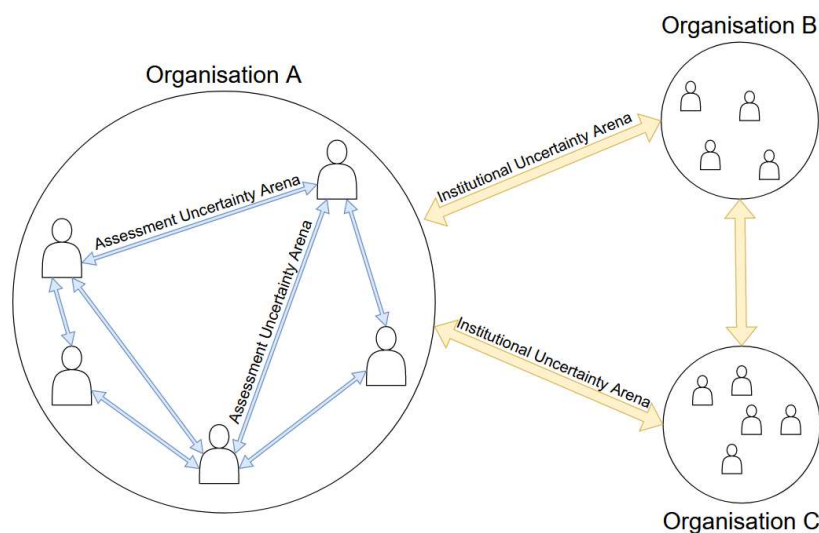 Organisation A
Organisation B
Institutional Uncertainty Arena
Assessment Uncertainty Arena
Assessment Uncertainty Arena
Institutional Uncertainty Arena
Organisation C